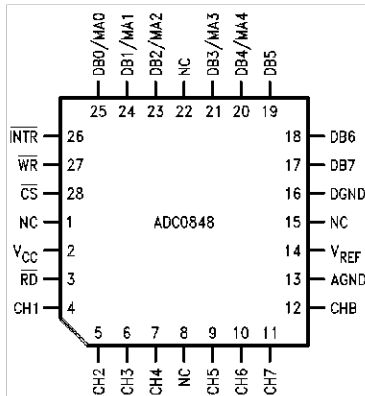 DB0/MA0
DB1/MA1
DB2/MA2
NC
DB3/MA3
DB4/MA4
DB5
25 24 23 22 21 20 19
INTR 26
WR 27
CS 28
NC 1
VCC 2
RD 3
CH1 4
ADC0848
18 DB6
17 DB7
16 DGND
15 NC
14 VREF
13 AGND
12 CHB
5 6 7 8 9 10 11
CH2
CH3
CH4
NC
CH5
CH6
CH7